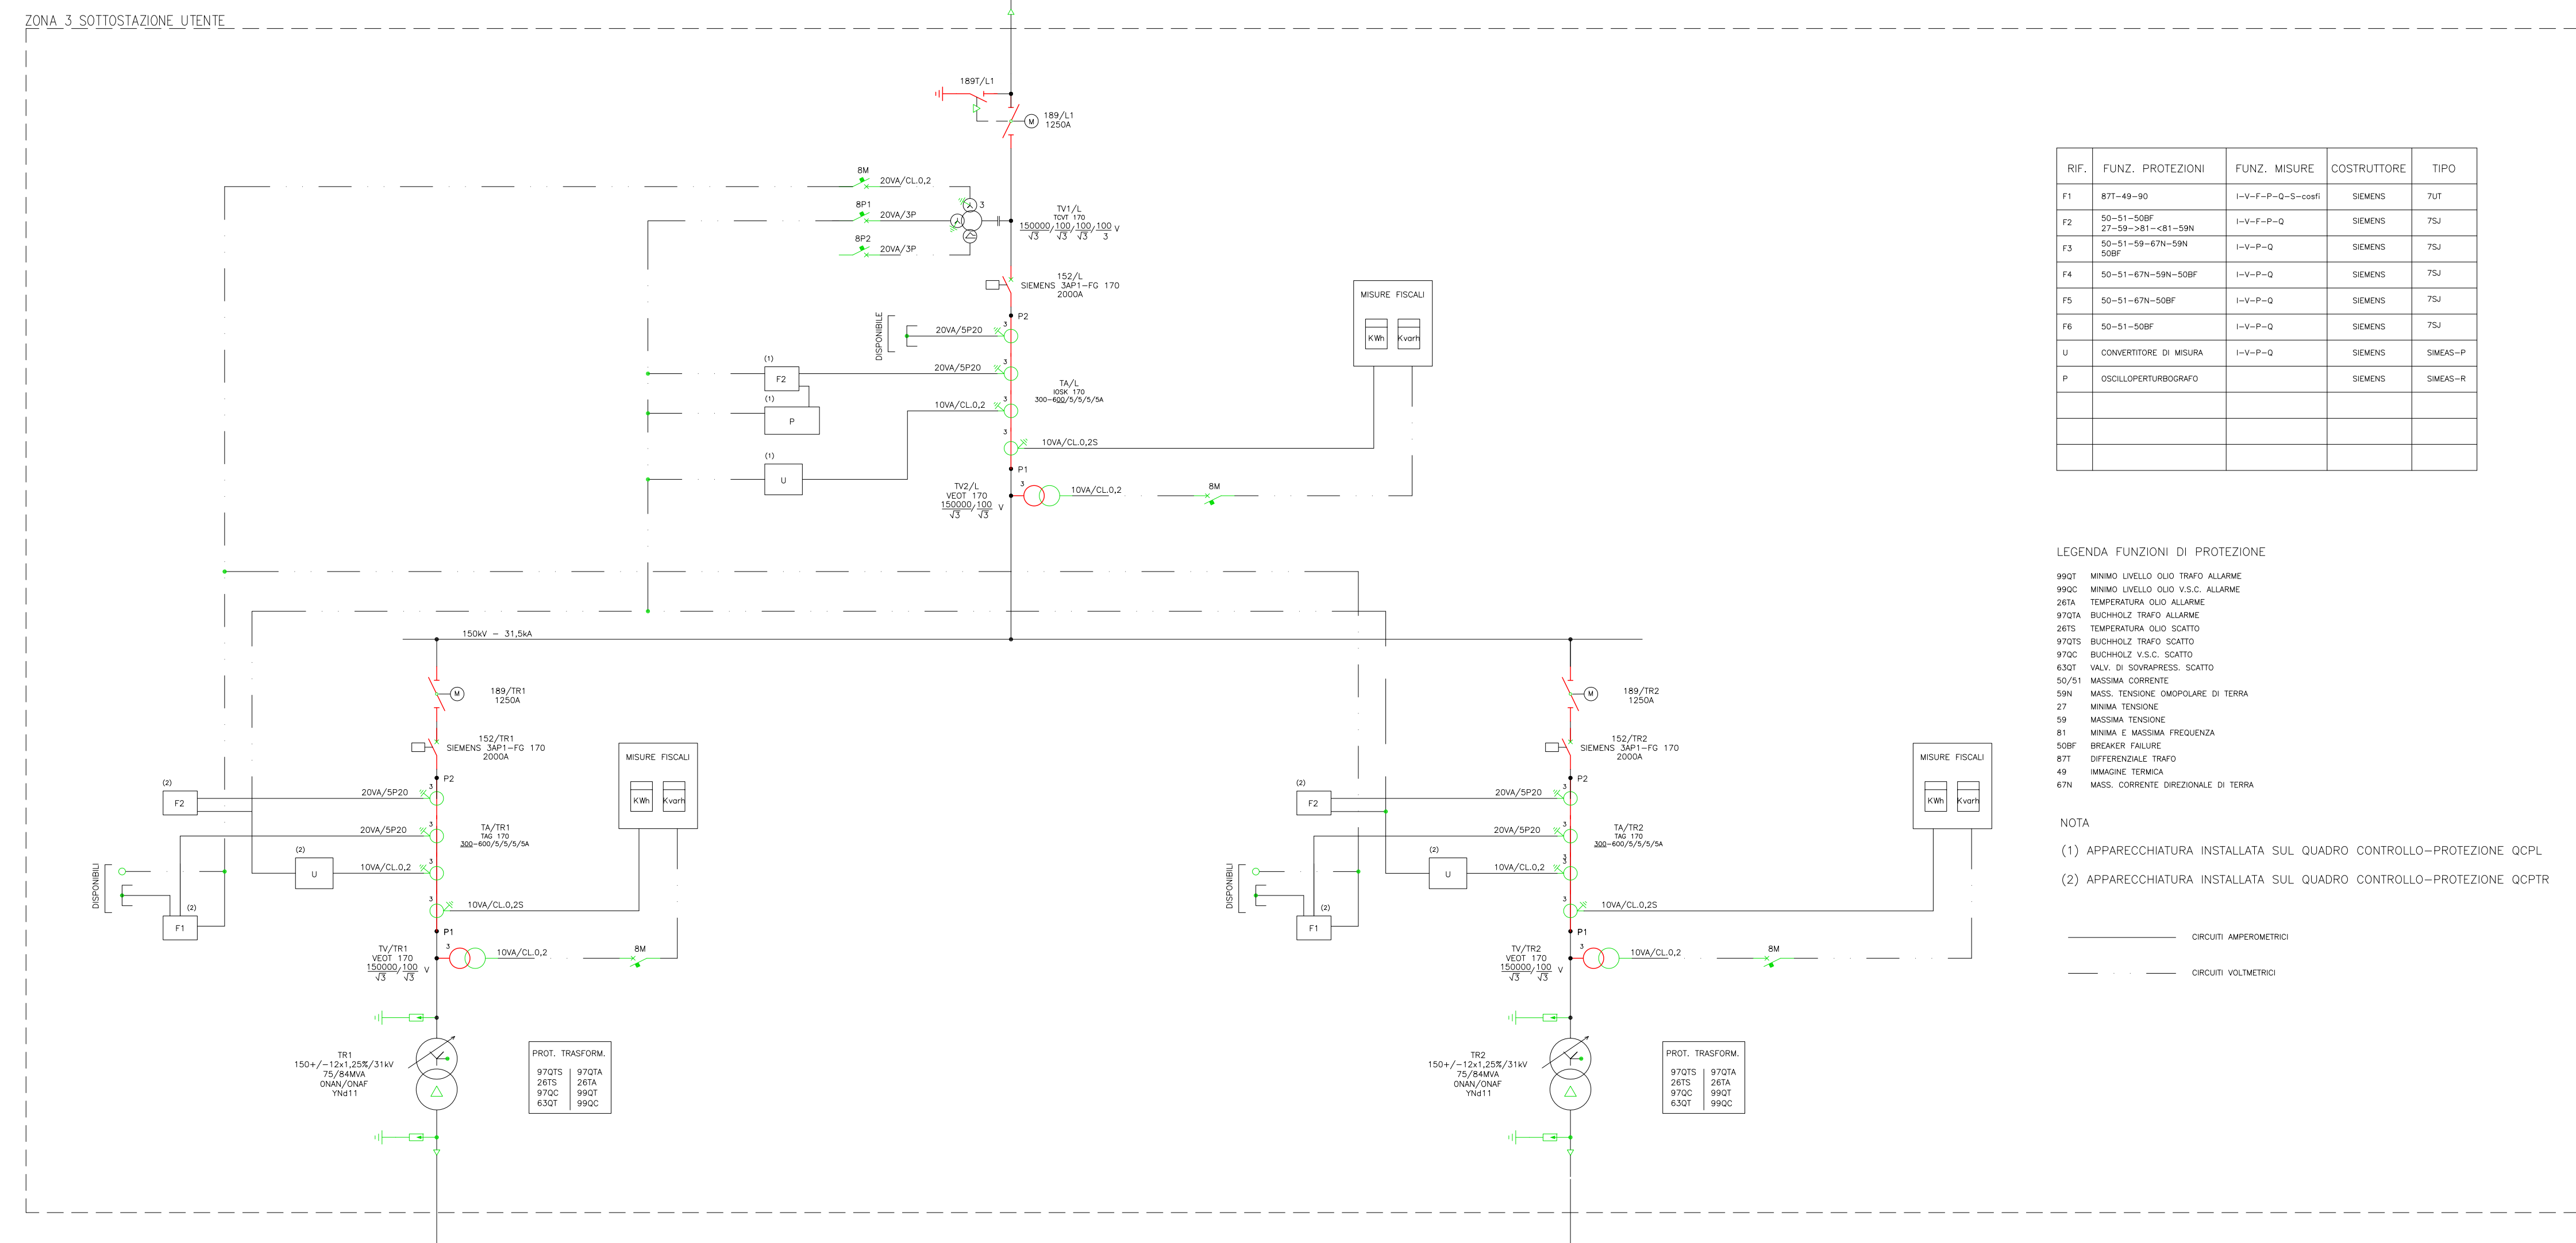 ZONA 3 SOTTOSTAZIONE UTENTE
189T/L1
M
189/L1
1250A
8M
20VA/CL.0,2
3
8P1
20VA/3P
8P2
20VA/3P
TV1/L
TCVT 170
150000/100/100/100 V
√3 √3 √3 3
152/L
SIEMENS 3AP1-FG 170
2000A
P2
DISPONIBILE
20VA/5P20
3
(1)
F2
20VA/5P20
3
TA/L
IOSK 170
300-600/5/5/5/5A
(1)
P
10VA/CL.0,2
3
3
10VA/CL.0,2S
(1)
U
P1
MISURE FISCALI
KWh
Kvarh
TV2/L
VEOT 170
150000/100 V
√3 √3
3
10VA/CL.0,2
8M
150kV - 31,5kA
M
189/TR1
1250A
152/TR1
SIEMENS 3AP1-FG 170
2000A
P2
(2)
F2
20VA/5P20
3
20VA/5P20
3
TA/TR1
TAG 170
300-600/5/5/5/5A
(2)
U
10VA/CL.0,2
3
DISPONIBILI
(2)
F1
3
10VA/CL.0,2S
P1
MISURE FISCALI
KWh
Kvarh
TV/TR1
VEOT 170
150000/100 V
√3 √3
3
10VA/CL.0,2
8M
TR1
150+/-12x1,25%/31kV
75/84MVA
ONAN/ONAF
YNd11
PROT. TRASFORM.
97QTS 97QTA
26TS 26TA
97QC 99QT
63QT 99QC
M
189/TR2
1250A
152/TR2
SIEMENS 3AP1-FG 170
2000A
P2
(2)
F2
20VA/5P20
3
20VA/5P20
3
TA/TR2
TAG 170
300-600/5/5/5/5A
(2)
U
10VA/CL.0,2
3
3
DISPONIBILI
(2)
F1
3
10VA/CL.0,2S
P1
MISURE FISCALI
KWh
Kvarh
TV/TR2
VEOT 170
150000/100 V
√3 √3
3
10VA/CL.0,2
8M
TR2
150+/-12x1,25%/31kV
75/84MVA
ONAN/ONAF
YNd11
PROT. TRASFORM.
97QTS 97QTA
26TS 26TA
97QC 99QT
63QT 99QC
RIF. FUNZ. PROTEZIONI FUNZ. MISURE COSTRUTTORE TIPO
F1 87T-49-90 I-V-F-P-Q-S-cosfi SIEMENS 7UT
F2 50-51-50BF I-V-F-P-Q SIEMENS 7SJ
27-59->81-<81-59N
F3 50-51-59-67N-59N I-V-P-Q SIEMENS 7SJ
50BF
F4 50-51-67N-59N-50BF I-V-P-Q SIEMENS 7SJ
F5 50-51-67N-50BF I-V-P-Q SIEMENS 7SJ
F6 50-51-50BF I-V-P-Q SIEMENS 7SJ
U CONVERTITORE DI MISURA I-V-P-Q SIEMENS SIMEAS-P
P OSCILLOPERTURBOGRAFO SIEMENS SIMEAS-R
LEGENDA FUNZIONI DI PROTEZIONE
99QT MINIMO LIVELLO OLIO TRAFO ALLARME
99QC MINIMO LIVELLO OLIO V.S.C. ALLARME
26TA TEMPERATURA OLIO ALLARME
97QTA BUCHHOLZ TRAFO ALLARME
26TS TEMPERATURA OLIO SCATTO
97QTS BUCHHOLZ TRAFO SCATTO
97QC BUCHHOLZ V.S.C. SCATTO
63QT VALV. DI SOVRAPRESS. SCATTO
50/51 MASSIMA CORRENTE
59N MASS. TENSIONE OMOPOLARE DI TERRA
27 MINIMA TENSIONE
59 MASSIMA TENSIONE
81 MINIMA E MASSIMA FREQUENZA
50BF BREAKER FAILURE
87T DIFFERENZIALE TRAFO
49 IMMAGINE TERMICA
67N MASS. CORRENTE DIREZIONALE DI TERRA
NOTA
(1) APPARECCHIATURA INSTALLATA SUL QUADRO CONTROLLO-PROTEZIONE QCPL
(2) APPARECCHIATURA INSTALLATA SUL QUADRO CONTROLLO-PROTEZIONE QCPTR
CIRCUITI AMPEROMETRICI
CIRCUITI VOLTMETRICI